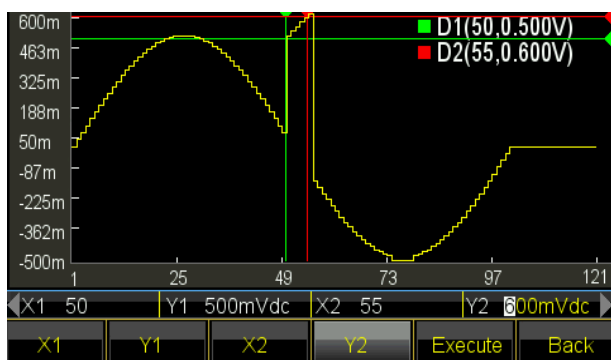 600m
D1(50,0.500V)
463m
D2(55,0.600V)
325m
188m
50m
-87m
-225m
-362m
-500m
1 25 49 73 97 121
X1 50 Y1 500mVdc X2 55 Y2 600mVdc
X1 Y1 X2 Y2 Execute Back